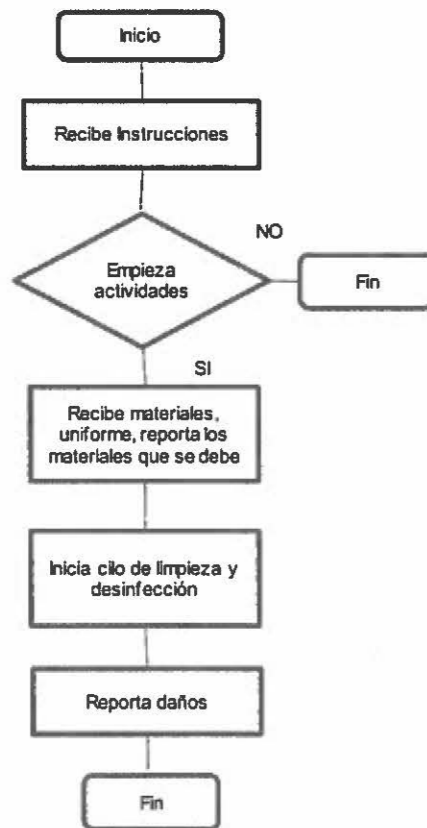 Inicio
Recibe Instrucciones
NO
Empieza
actividades
Fin
SI
Recibe materiales,
uniforme, reporta los
materiales que se debe
Inicia cilo de limpieza y
desinfección
Reporta daños
Fin